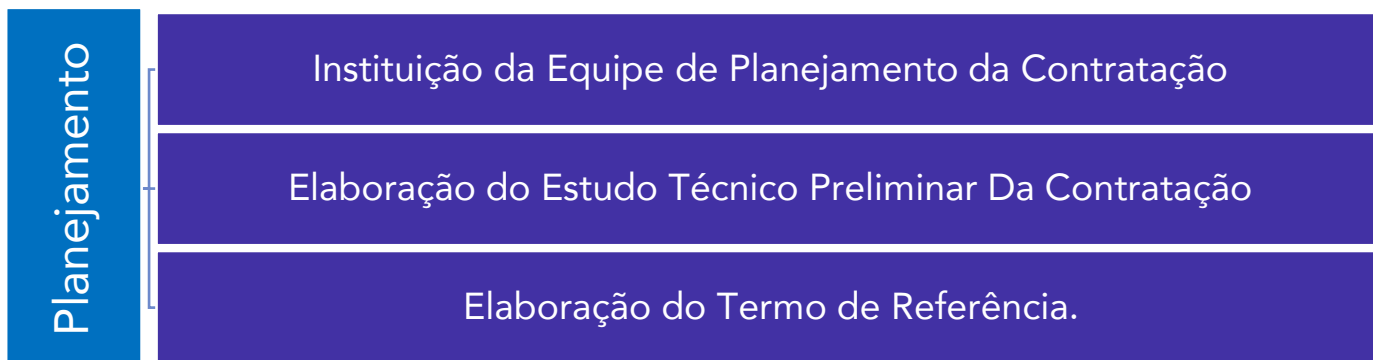 Planejamento
Instituição da Equipe de Planejamento da Contratação
Elaboração do Estudo Técnico Preliminar Da Contratação
Elaboração do Termo de Referência.